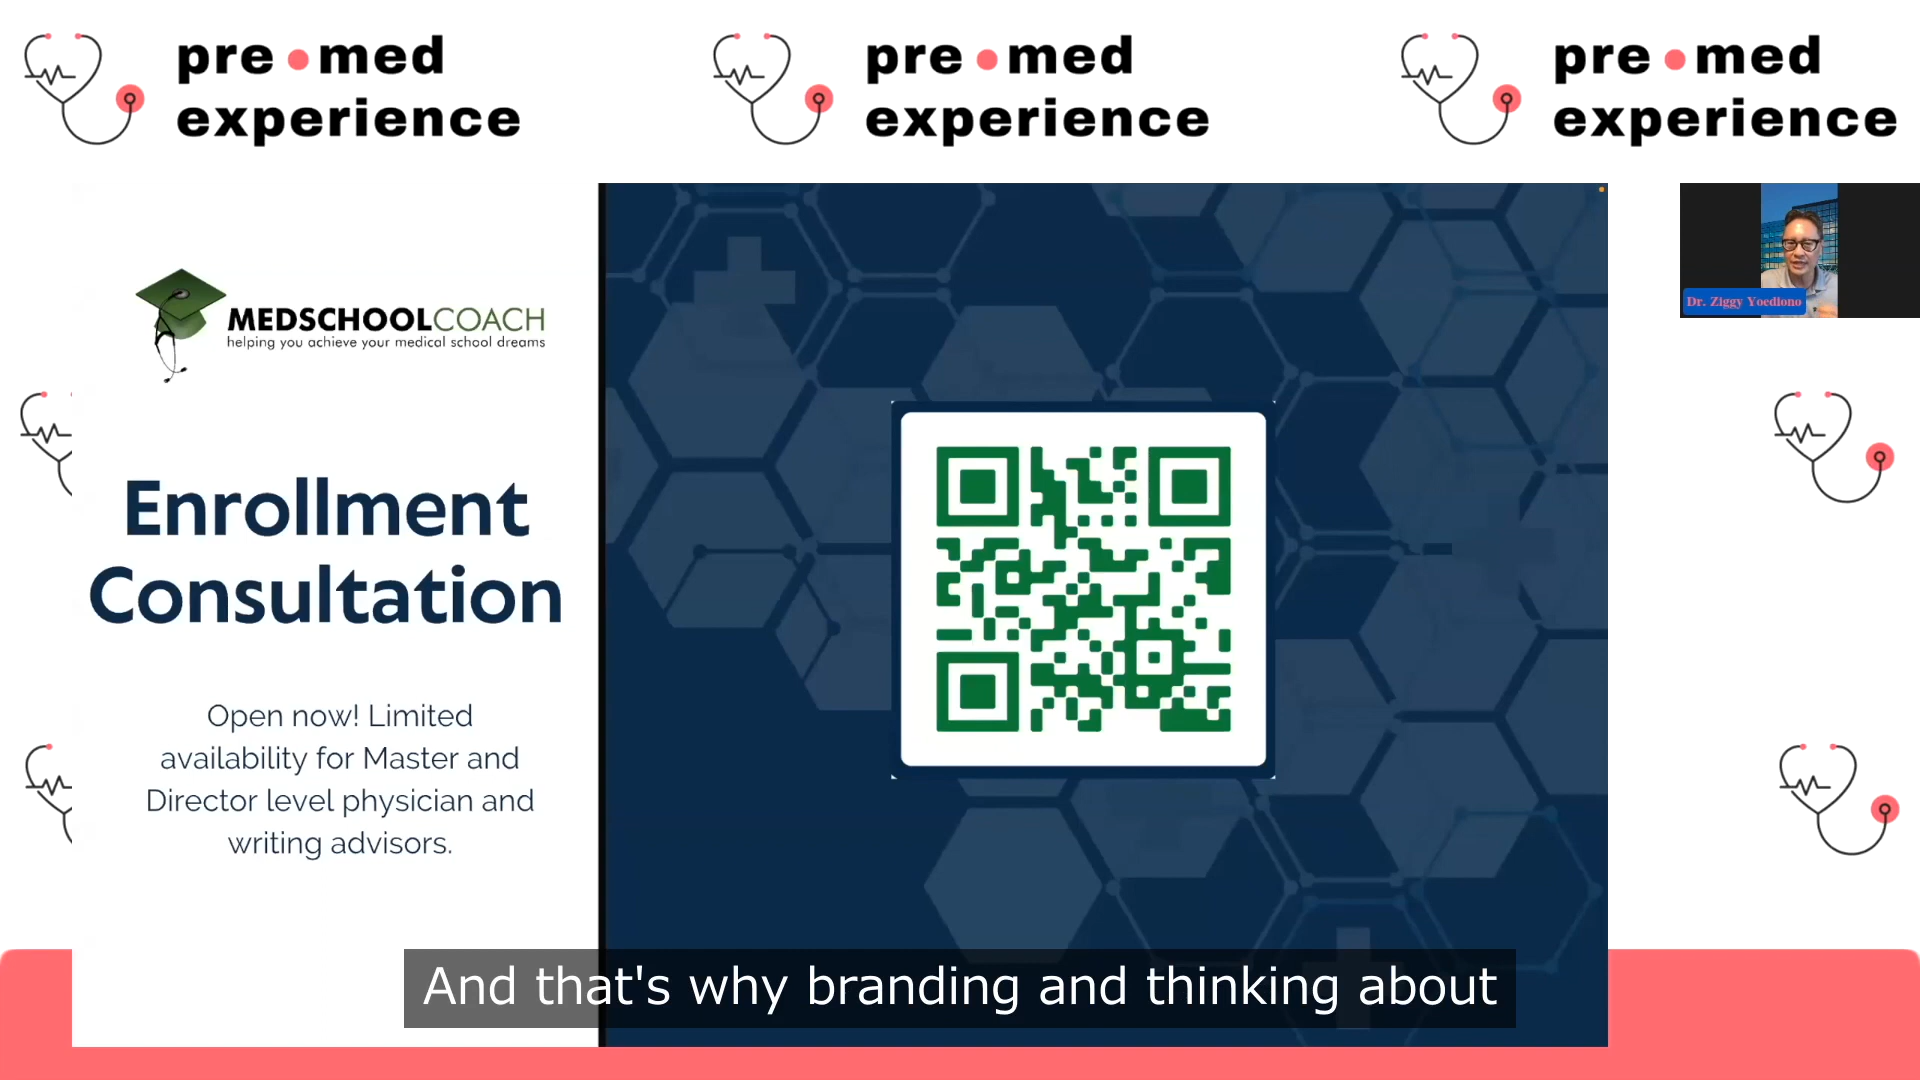 pre med
experience
pre med
experience
pre med
experience
MEDSCHOOLCOACH
helping you achieve your medical school dreams
Enrollment
Consultation
Open now! Limited
availability for Master and
Director level physician and
writing advisors.
Dr. Ziggy Yoediono
And that's why branding and thinking about